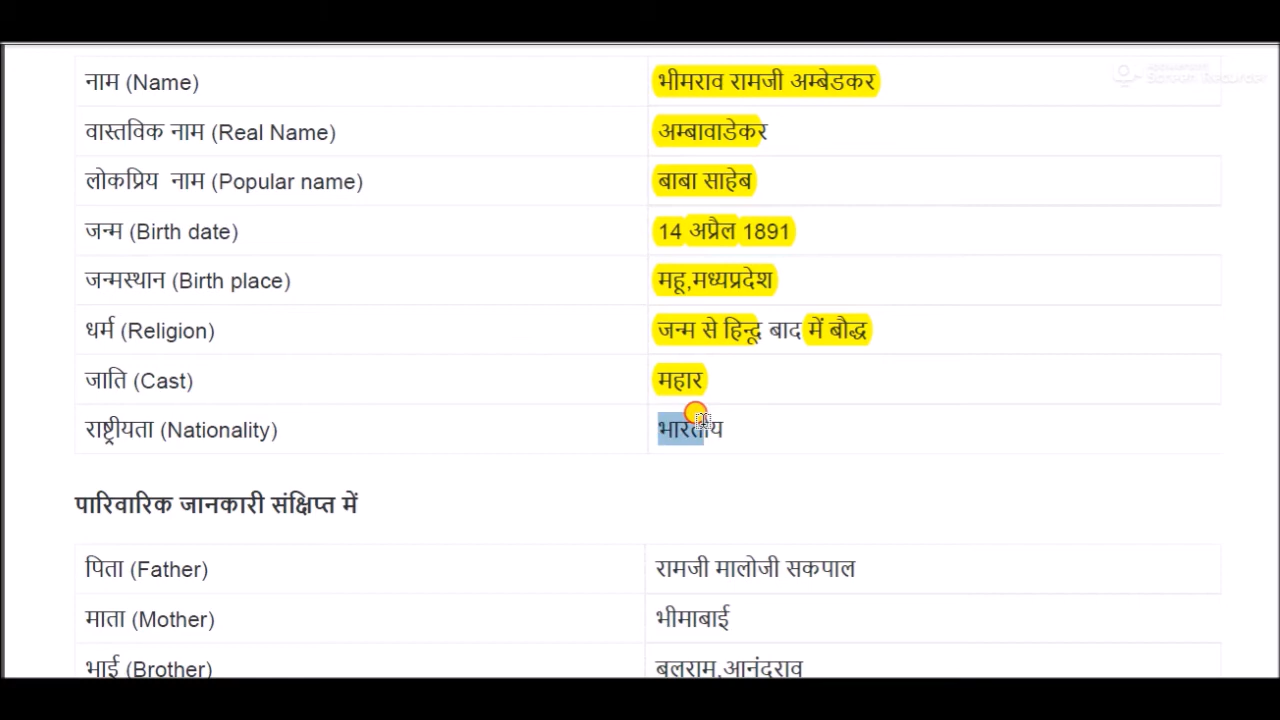 नाम (Name) भीमराव रामजी अम्बेडकर
वास्तविक नाम (Real Name) अम्बावाडेकर
लोकप्रिय नाम (Popular name) बाबा साहेब
जन्म (Birth date) 14 अप्रैल 1891
जन्मस्थान (Birth place) महू,मध्यप्रदेश
धर्म (Religion) जन्म से हिन्दू बाद में बौद्ध
जाति (Cast) महार
राष्ट्रीयता (Nationality) भारतीय
पारिवारिक जानकारी संक्षिप्त में
पिता (Father) रामजी मालोजी सकपाल
माता (Mother) भीमाबाई
भाई (Brother) बलराम,आनंदराव